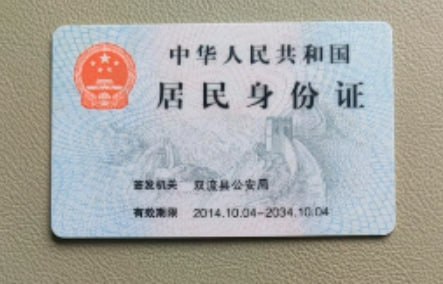 中华人民共和国
居民身份证
签发机关 双流县公安局
有效期限 2014.10.04-2034.10.04